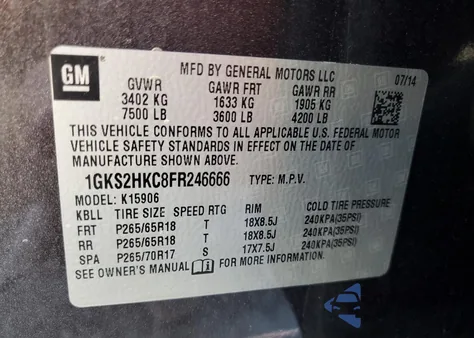 GM
MFD BY GENERAL MOTORS LLC
07/14
GVWR GAWR FRT GAWR RR
3402 KG 1633 KG 1905 KG
7500 LB 3600 LB 4200 LB
THIS VEHICLE CONFORMS TO ALL APPLICABLE U.S. FEDERAL MOTOR
VEHICLE SAFETY STANDARDS IN EFFECT ON THE DATE OF
MANUFACTURE SHOWN ABOVE.
1GKS2HKC8FR246666 TYPE: M.P.V.
MODEL: K15906
KBLL TIRE SIZE SPEED RTG RIM COLD TIRE PRESSURE
FRT P265/65R18 T 18X8.5J 240KPA(35PSI)
RR P265/65R18 T 18X8.5J 240KPA(35PSI)
SPA P265/70R17 S 17X7.5J 240KPA(35PSI)
SEE OWNER'S MANUAL FOR MORE INFORMATION.